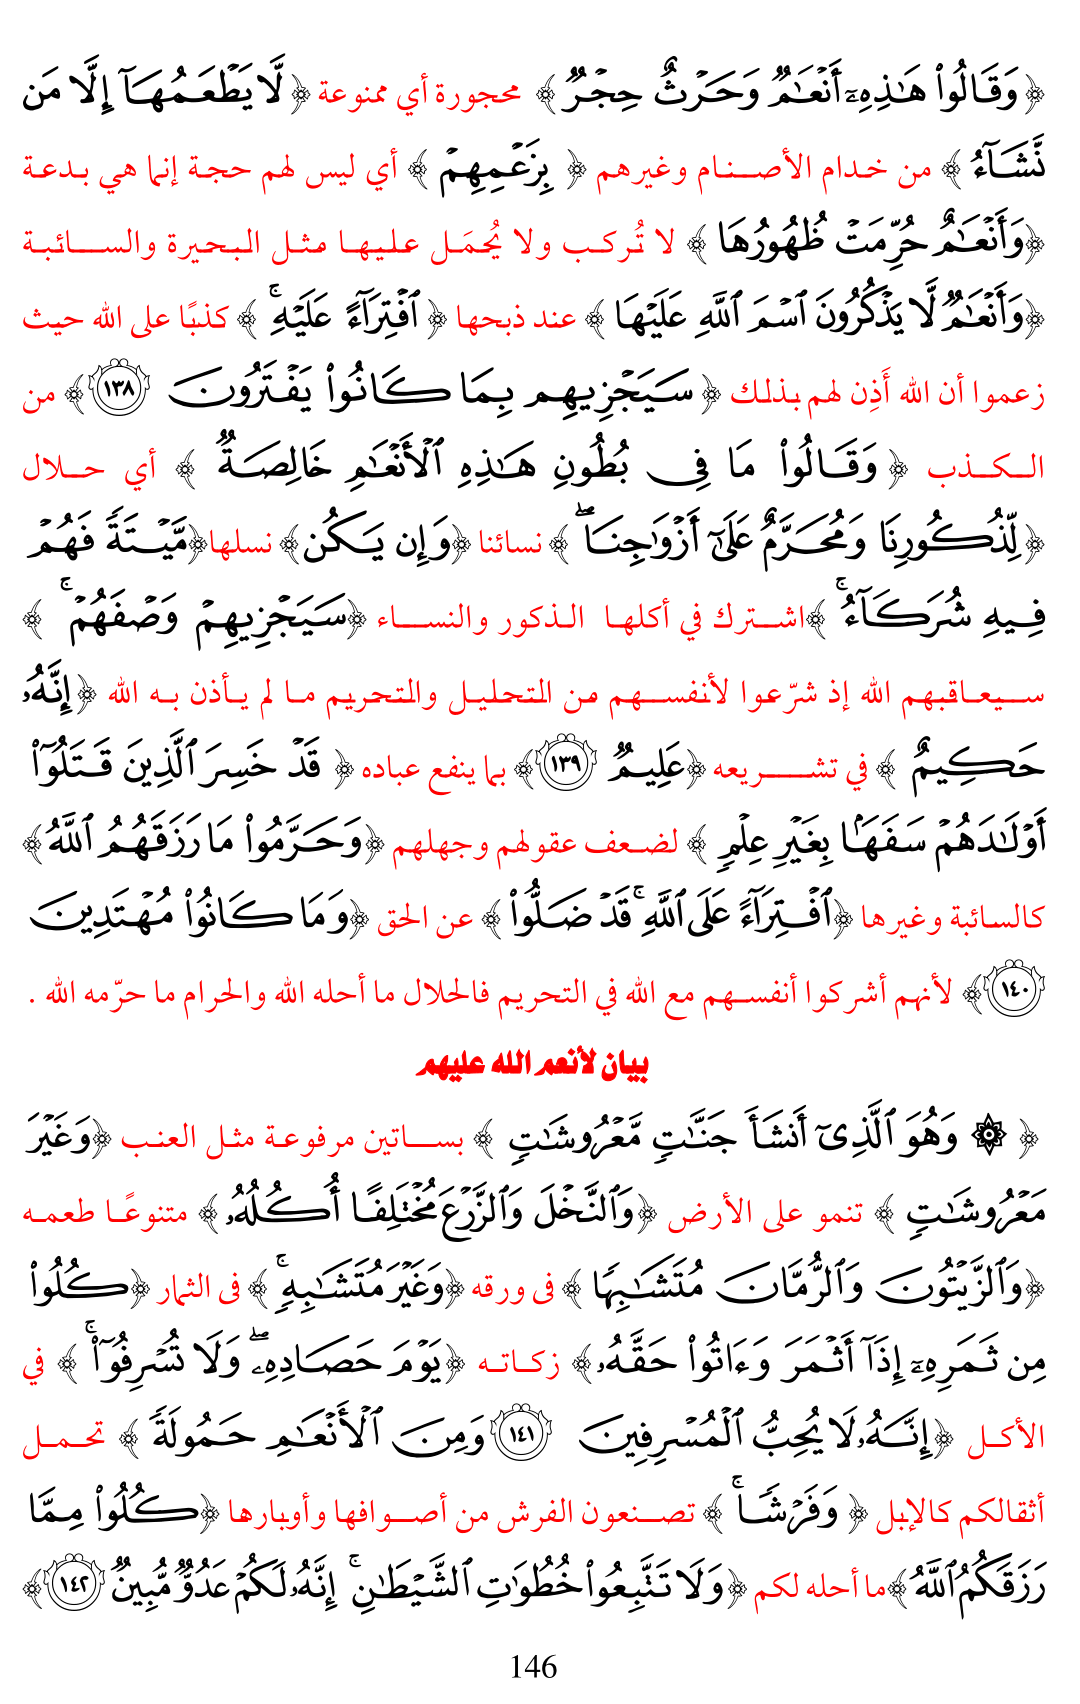 ﴿ وَقَالُوا۟ هَـٰذِهِۦٓ أَنْعَـٰمٌ وَحَرْثٌ حِجْرٌ ﴾ محجورة أي ممنوعة ﴿ لَّا يَطْعَمُهَآ إِلَّا مَن
نَّشَآءُ ﴾ من خدام الأصنام وغيرهم ﴿ بِزَعْمِهِمْ ﴾ أي ليس لهم حجة إنما هي بدعة
﴿وَأَنْعَـٰمٌ حُرِّمَتْ ظُهُورُهَا ﴾ لا تُركب ولا يُحمَل عليها مثل البحيرة والسائبة
﴿وَأَنْعَـٰمٌ لَّا يَذْكُرُونَ ٱسْمَ ٱللَّهِ عَلَيْهَا ﴾ عند ذبحها ﴿ ٱفْتِرَآءً عَلَيْهِ ۚ ﴾ كذبًا على الله حيث
زعموا أن الله أَذِن لهم بذلك ﴿ سَيَجْزِيهِم بِمَا كَانُوا۟ يَفْتَرُونَ ١٣٨﴾ من
الكذب ﴿ وَقَالُوا۟ مَا فِى بُطُونِ هَـٰذِهِ ٱلْأَنْعَـٰمِ خَالِصَةٌ ﴾ أي حلال
﴿ لِّذُكُورِنَا وَمُحَرَّمٌ عَلَىٰٓ أَزْوَٰجِنَا ۖ ﴾ نسائنا ﴿وَإِن يَكُن﴾ نسلها﴿مَّيْتَةً فَهُمْ
فِيهِ شُرَكَآءُ ۚ ﴾اشترك في أكلها الذكور والنساء ﴿سَيَجْزِيهِمْ وَصْفَهُمْ ۚ ﴾
سيعاقبهم الله إذ شرّعوا لأنفسهم من التحليل والتحريم ما لم يأذن به الله ﴿إِنَّهُۥ
حَكِيمٌ ﴾ في تشريعه ﴿عَلِيمٌ ١٣٩﴾ بما ينفع عباده ﴿ قَدْ خَسِرَ ٱلَّذِينَ قَتَلُوٓا۟
أَوْلَـٰدَهُمْ سَفَهًۢا بِغَيْرِ عِلْمٍ ﴾ لضعف عقولهم وجهلهم ﴿وَحَرَّمُوا۟ مَا رَزَقَهُمُ ٱللَّهُ ﴾
كالسائبة وغيرها ﴿ٱفْتِرَآءً عَلَى ٱللَّهِ ۚ قَدْ ضَلُّوا۟ ﴾ عن الحق ﴿وَمَا كَانُوا۟ مُهْتَدِينَ
١٤٠﴾ لأنهم أشركوا أنفسهم مع الله في التحريم فالحلال ما أحله الله والحرام ما حرّمه الله .
بيان لأنعم الله عليهم
﴿ ۞ وَهُوَ ٱلَّذِىٓ أَنشَأَ جَنَّـٰتٍ مَّعْرُوشَـٰتٍ ﴾ بساتين مرفوعة مثل العنب ﴿وَغَيْرَ
مَعْرُوشَـٰتٍ ﴾ تنمو على الأرض ﴿وَٱلنَّخْلَ وَٱلزَّرْعَ مُخْتَلِفًا أُكُلُهُۥ ﴾ متنوعًا طعمه
﴿وَٱلزَّيْتُونَ وَٱلرُّمَّانَ مُتَشَـٰبِهًا ﴾ فى ورقه ﴿وَغَيْرَ مُتَشَـٰبِهٍ ۚ ﴾ فى الثمار ﴿كُلُوا۟
مِن ثَمَرِهِۦٓ إِذَآ أَثْمَرَ وَءَاتُوا۟ حَقَّهُۥ ﴾ زكاته ﴿يَوْمَ حَصَادِهِۦ ۖ وَلَا تُسْرِفُوٓا۟ ۚ ﴾ في
الأكل ﴿إِنَّهُۥ لَا يُحِبُّ ٱلْمُسْرِفِينَ ١٤١ وَمِنَ ٱلْأَنْعَـٰمِ حَمُولَةً ﴾ تحمل
أثقالكم كالإبل ﴿ وَفَرْشًا ۚ ﴾ تصنعون الفرش من أصوافها وأوبارها ﴿كُلُوا۟ مِمَّا
رَزَقَكُمُ ٱللَّهُ ﴾ما أحله لكم ﴿وَلَا تَتَّبِعُوا۟ خُطُوَٰتِ ٱلشَّيْطَـٰنِ ۚ إِنَّهُۥ لَكُمْ عَدُوٌّ مُّبِينٌ ١٤٢﴾
146